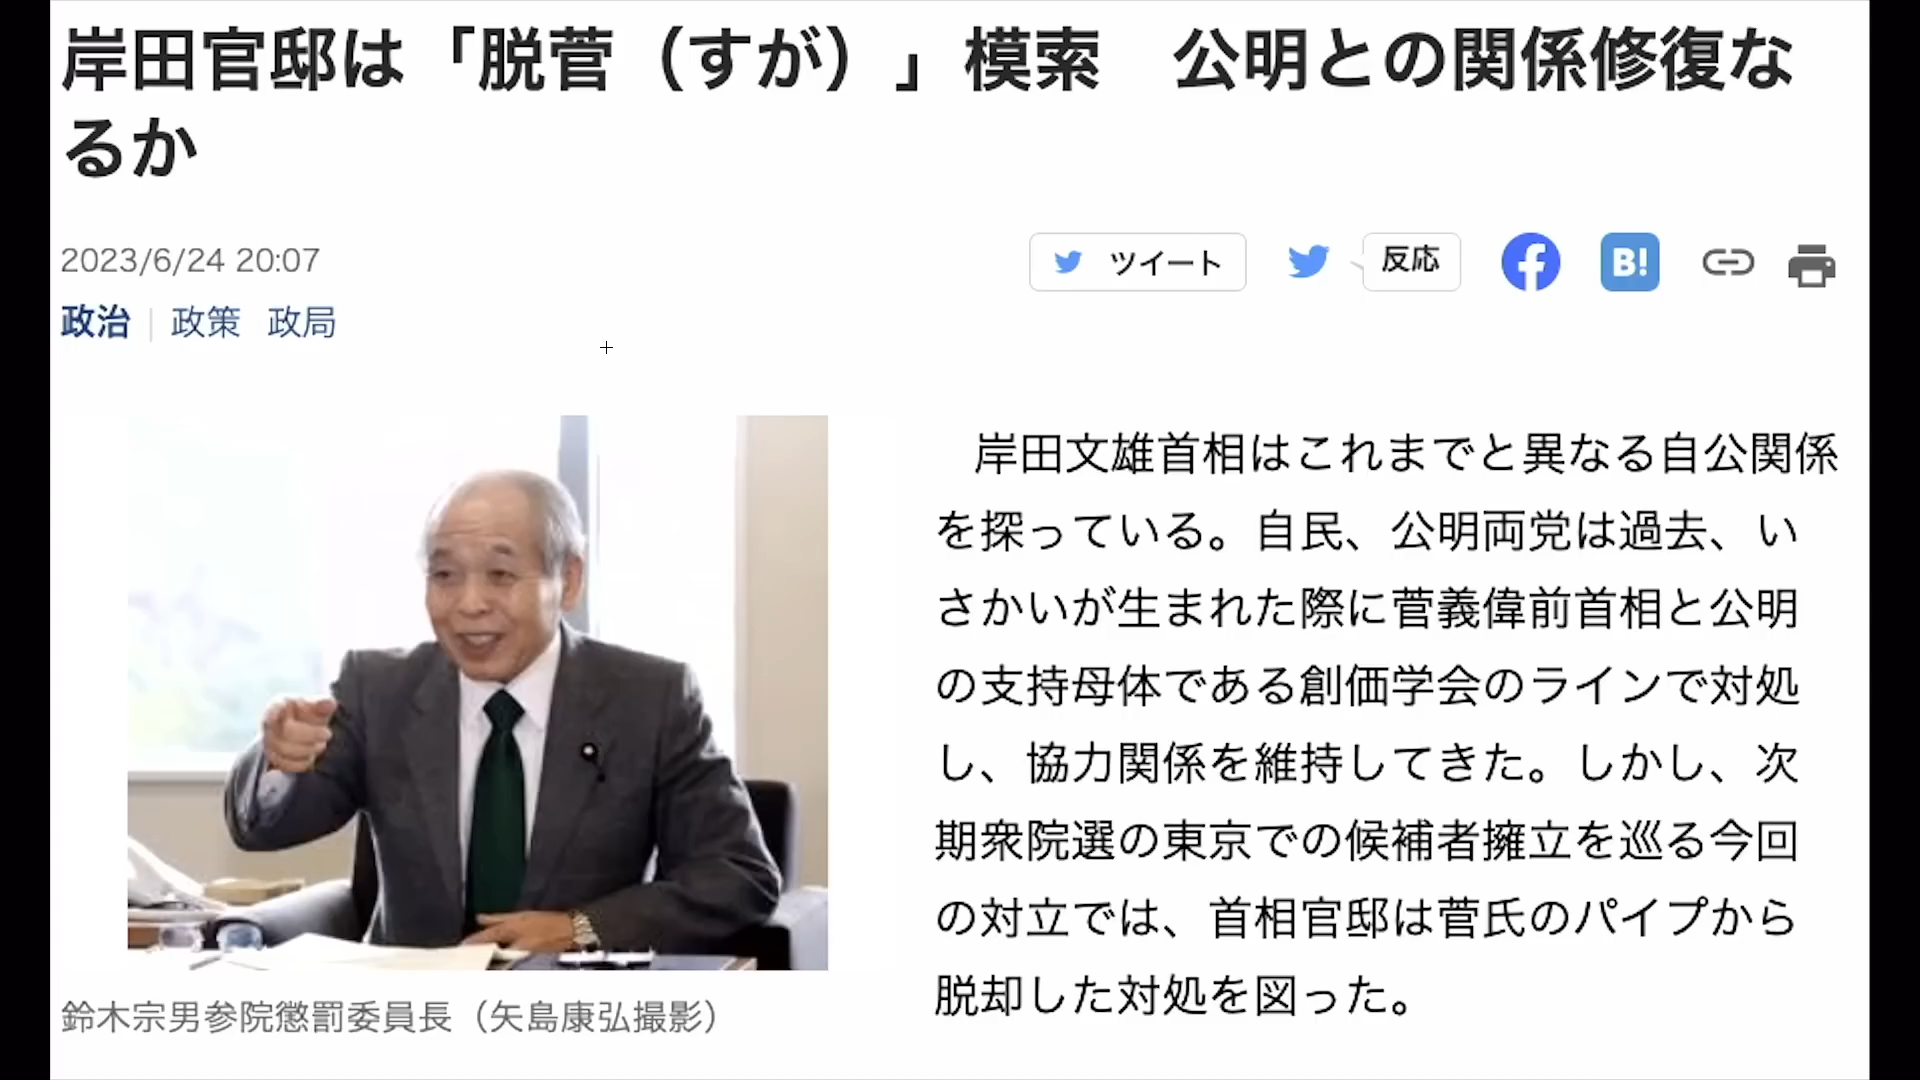 岸田官邸は「脱菅（すが）」模索　公明との関係修復な
るか
2023/6/24 20:07
ツイート
反応
B!
政治 | 政策 政局
岸田文雄首相はこれまでと異なる自公関係
を探っている。自民、公明両党は過去、い
さかいが生まれた際に菅義偉前首相と公明
の支持母体である創価学会のラインで対処
し、協力関係を維持してきた。しかし、次
期衆院選の東京での候補者擁立を巡る今回
の対立では、首相官邸は菅氏のパイプから
脱却した対処を図った。
鈴木宗男参院懲罰委員長（矢島康弘撮影）